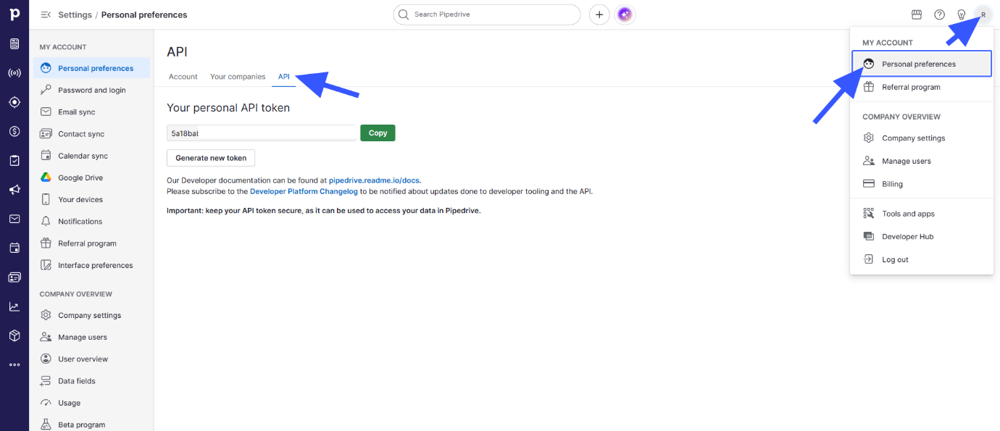 p
Settings / Personal preferences
Search Pipedrive
R
MY ACCOUNT
Personal preferences
Password and login
Email sync
Contact sync
Calendar sync
Google Drive
Your devices
Notifications
Referral program
Interface preferences
COMPANY OVERVIEW
Company settings
Manage users
User overview
Data fields
Usage
Beta program
API
Account Your companies API
Your personal API token
5a18bab
Copy
Generate new token
Our Developer documentation can be found at pipedrive.readme.io/docs.
Please subscribe to the Developer Platform Changelog to be notified about updates done to developer tooling and the API.
Important: keep your API token secure, as it can be used to access your data in Pipedrive.
MY ACCOUNT
Personal preferences
Referral program
COMPANY OVERVIEW
Company settings
Manage users
Billing
Tools and apps
Developer Hub
Log out